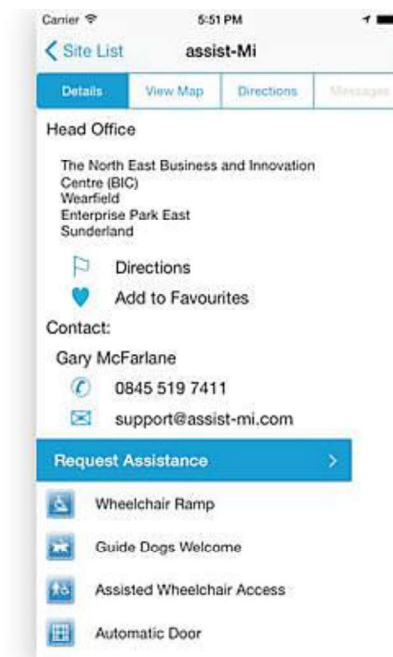 Carrier 5:51 PM
Site List assist-Mi
Details View Map Directions Messages
Head Office
The North East Business and Innovation
Centre (BIC)
Wearfield
Enterprise Park East
Sunderland
Directions
Add to Favourites
Contact:
Gary McFarlane
0845 519 7411
support@assist-mi.com
Request Assistance
Wheelchair Ramp
Guide Dogs Welcome
Assisted Wheelchair Access
Automatic Door